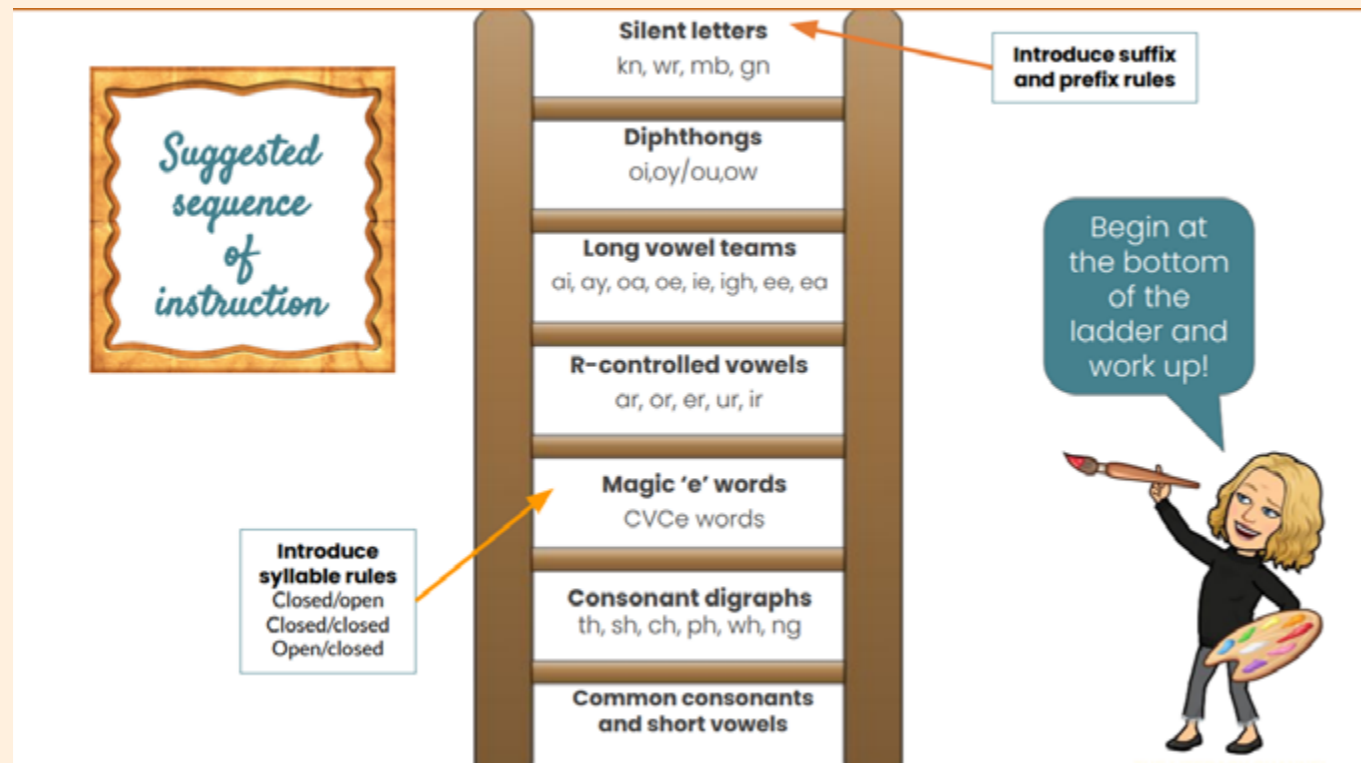 Suggested
sequence
of
instruction
Silent letters
kn, wr, mb, gn
Introduce suffix
and prefix rules
Diphthongs
oi,oy/ou,ow
Long vowel teams
ai, ay, oa, oe, ie, igh, ee, ea
R-controlled vowels
ar, or, er, ur, ir
Magic ‘e’ words
CVCe words
Introduce
syllable rules
Closed/open
Closed/closed
Open/closed
Consonant digraphs
th, sh, ch, ph, wh, ng
Common consonants
and short vowels
Begin at
the bottom
of the
ladder and
work up!